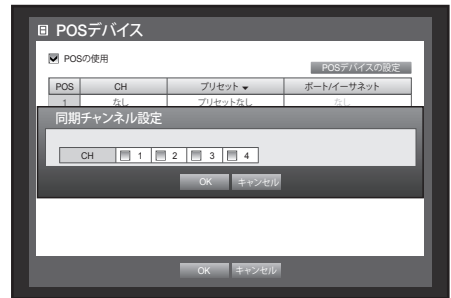 POSデバイス
POSの使用
POSデバイスの設定
POS CH プリセット ポート/イーサネット
1 なし プリセットなし なし
同期チャンネル設定
CH 1 2 3 4
OK キャンセル
OK キャンセル